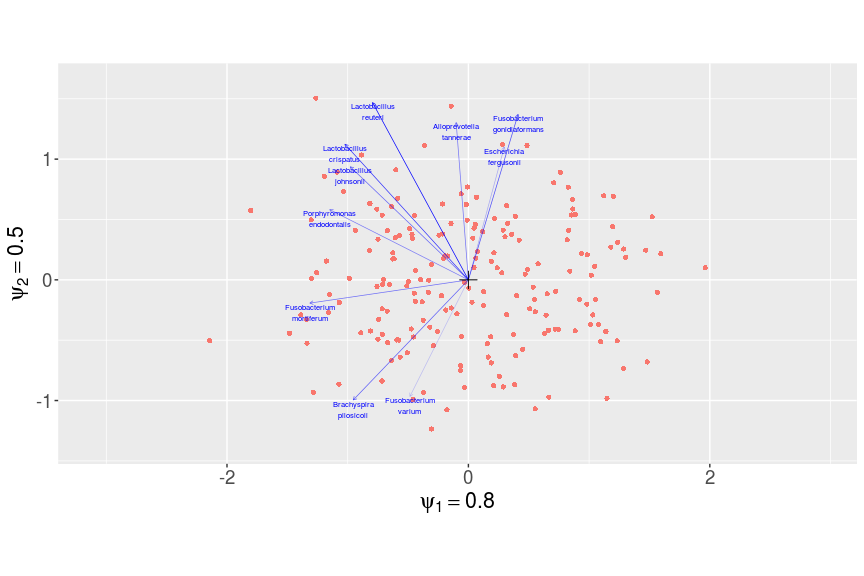 Lactobacillus
reuteri
Alloprevotella
tannerae
Fusobacterium
gonidiaformans
Lactobacillus
crispatus
Escherichia
fergusonii
Lactobacillus
johnsonii
Porphyromonas
endodontalis
Fusobacterium
mortiferum
Brachyspira
pilosicoli
Fusobacterium
varium
1
0
-1
-2
0
2
ψ1 = 0.8
ψ2 = 0.5